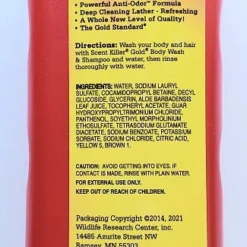 • Powerful Anti-Odor™ Formula
• Deep Cleaning Lather - Refreshing
• A Whole New Level of Quality!
• The Gold Standard®
Directions: Wash your body and hair
with Scent Killer® Gold® Body Wash
& Shampoo and water, then rinse
thoroughly with water.
INGREDIENTS: WATER, SODIUM LAURYL
SULFATE, COCAMIDOPROPYL BETAINE, DECYL
GLUCOSIDE, GLYCERIN, ALOE BARBADENSIS
LEAF JUICE, TOCOPHERYL ACETATE, GUAR
HYDROXYPROPYLTRIMONIUM CHLORIDE,
XANTHAN GUM, SILICA, POLYETHOXYL MORPHOLINIUM
ETHOSULFATE, TETRASODIUM GLUTAMATE
DIACETATE, SODIUM BENZOATE, POTASSIUM
SORBATE, SODIUM CHLORIDE, CITRIC ACID,
YELLOW 5, BROWN 1.
CAUTION: AVOID GETTING INTO EYES. IF
CONTACT IS MADE, RINSE WITH PLAIN WATER.
FOR EXTERNAL USE ONLY.
KEEP OUT OF REACH OF CHILDREN.
Packaging Copyright ©2014, 2021
Wildlife Research Center, Inc.
14485 Azurite Street NW
Ramsey, MN 55303